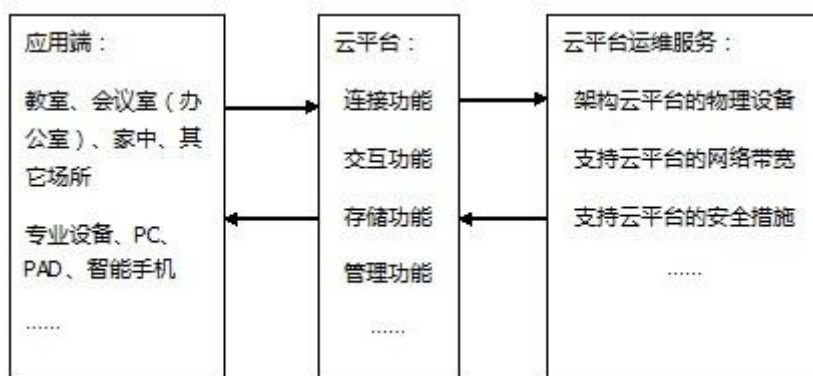 应用端：
教室、会议室（办
公室）、家中、其
它场所
专业设备、PC、
PAD、智能手机
……
云平台：
连接功能
交互功能
存储功能
管理功能
……
云平台运维服务：
架构云平台的物理设备
支持云平台的网络带宽
支持云平台的安全措施
……